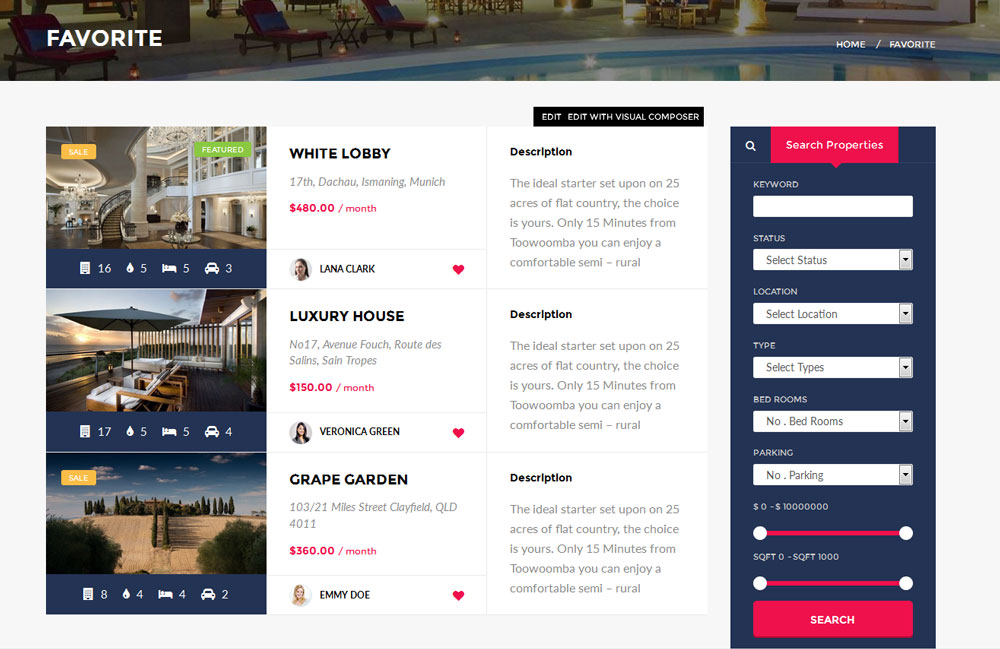 FAVORITE
HOME / FAVORITE
EDIT EDIT WITH VISUAL COMPOSER
SALE
FEATURED
16 5 5 3
WHITE LOBBY
17th, Dachau, Ismaning, Munich
$480.00 / month
LANA CLARK
Description
The ideal starter set upon on 25
acres of flat country, the choice
is yours. Only 15 Minutes from
Toowoomba you can enjoy a
comfortable semi – rural
17 5 5 4
LUXURY HOUSE
No17, Avenue Fouch, Route des
Salins, Sain Tropes
$150.00 / month
VERONICA GREEN
Description
The ideal starter set upon on 25
acres of flat country, the choice
is yours. Only 15 Minutes from
Toowoomba you can enjoy a
comfortable semi – rural
SALE
8 4 4 2
GRAPE GARDEN
103/21 Miles Street Clayfield, QLD
4011
$360.00 / month
EMMY DOE
Description
The ideal starter set upon on 25
acres of flat country, the choice
is yours. Only 15 Minutes from
Toowoomba you can enjoy a
comfortable semi – rural
Search Properties
KEYWORD
STATUS
Select Status
LOCATION
Select Location
TYPE
Select Types
BED ROOMS
No . Bed Rooms
PARKING
No . Parking
$ 0 - $ 10000000
SQFT 0 - SQFT 1000
SEARCH